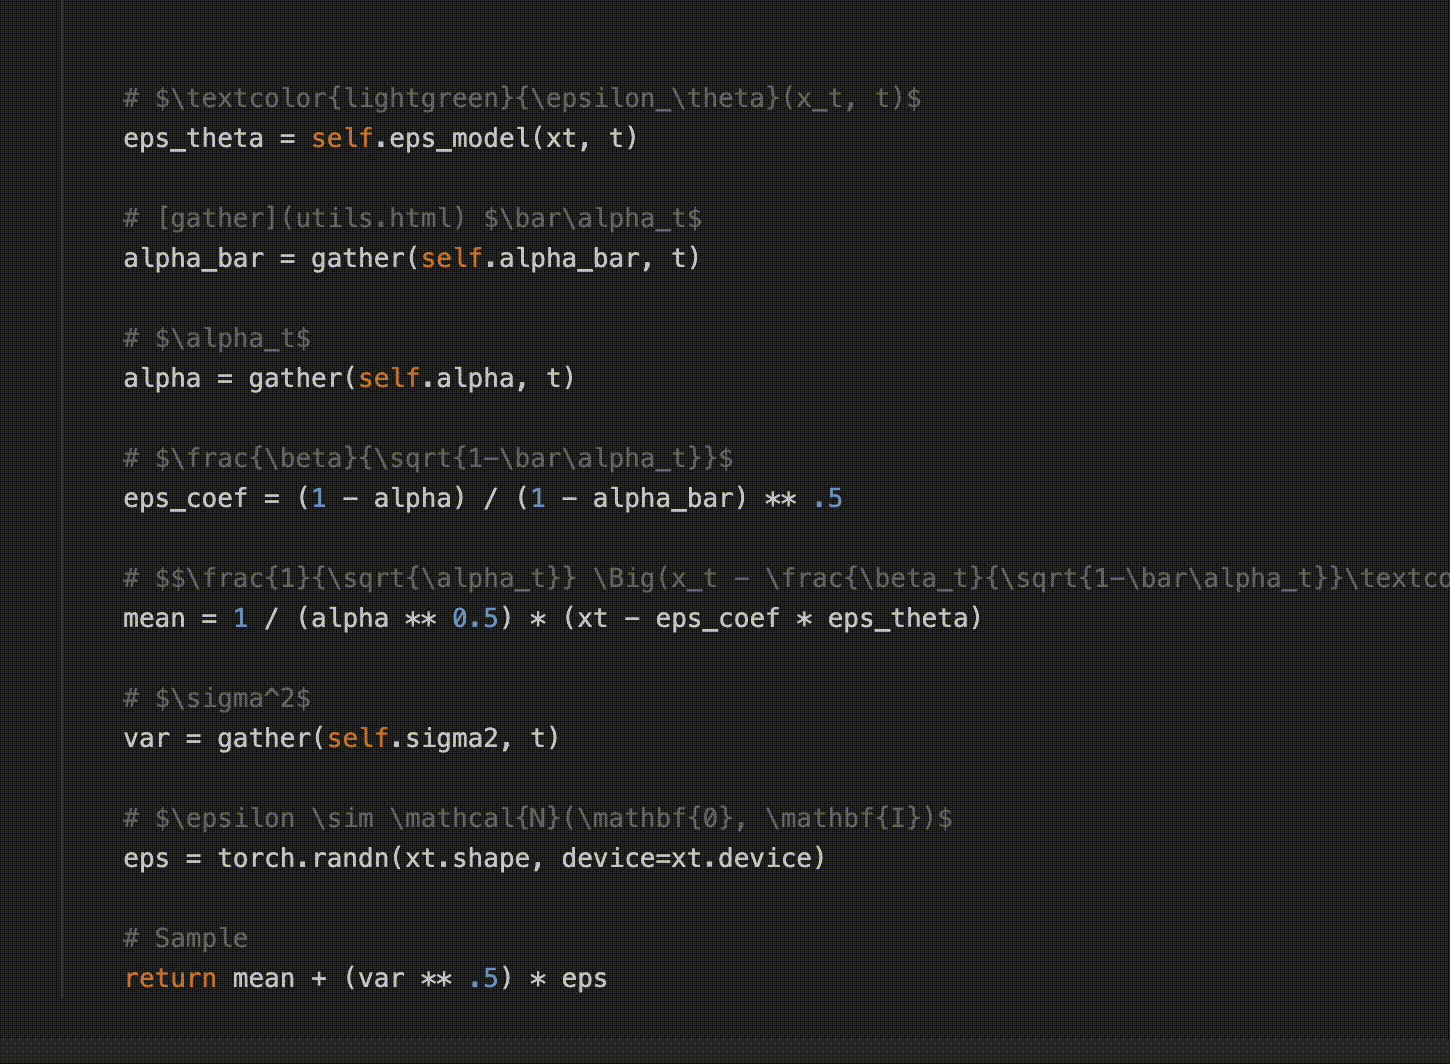 # $\textcolor{lightgreen}{\epsilon_\theta}(x_t, t)$
eps_theta = self.eps_model(xt, t)
# [gather](utils.html) $\bar\alpha_t$
alpha_bar = gather(self.alpha_bar, t)
# $\alpha_t$
alpha = gather(self.alpha, t)
# $\frac{\beta}{\sqrt{1-\bar\alpha_t}}$
eps_coef = (1 - alpha) / (1 - alpha_bar) ** .5
# $$\frac{1}{\sqrt{\alpha_t}} \Big(x_t - \frac{\beta_t}{\sqrt{1-\bar\alpha_t}}\textco
mean = 1 / (alpha ** 0.5) * (xt - eps_coef * eps_theta)
# $\sigma^2$
var = gather(self.sigma2, t)
# $\epsilon \sim \mathcal{N}(\mathbf{0}, \mathbf{I})$
eps = torch.randn(xt.shape, device=xt.device)
# Sample
return mean + (var ** .5) * eps